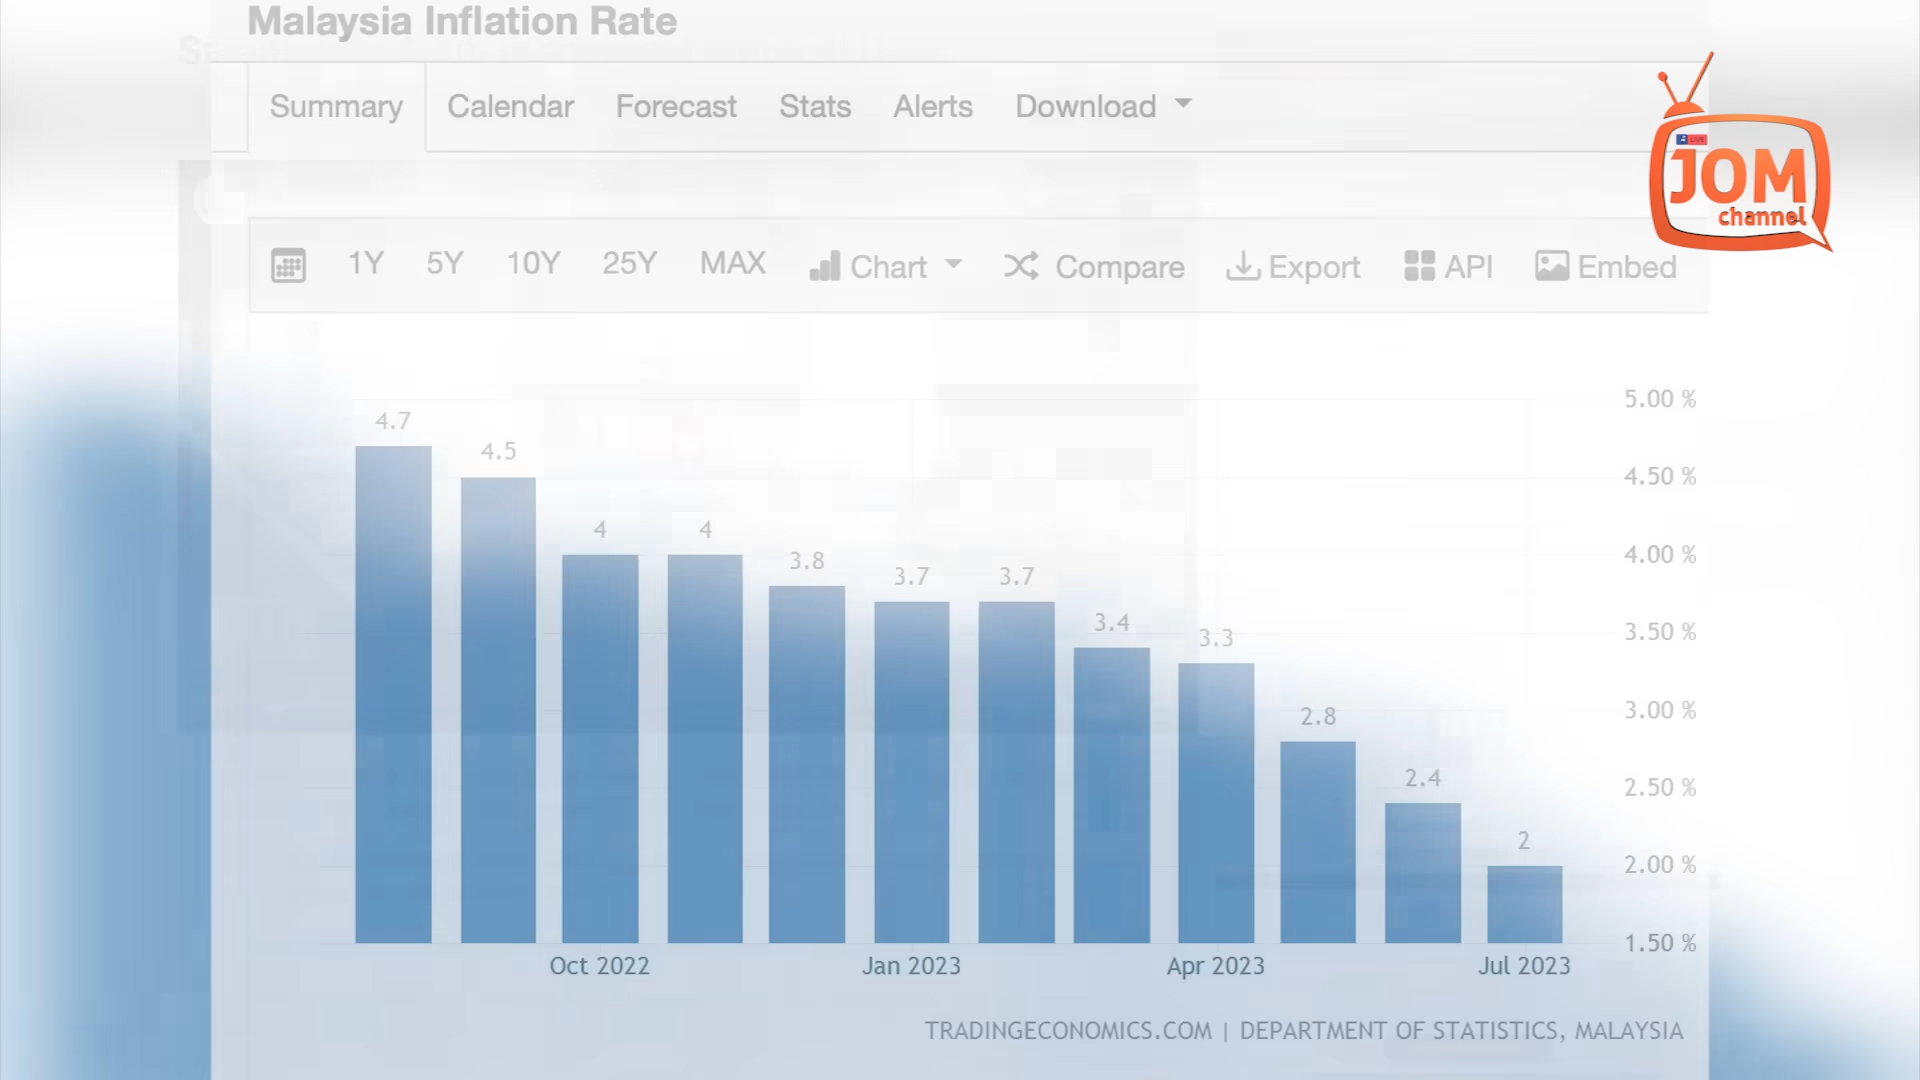 Malaysia Inflation Rate
Summary Calendar Forecast Stats Alerts Download
LIVE
JOM
channel
1Y 5Y 10Y 25Y MAX Chart Compare Export API Embed
5.00 %
4.7
4.5
4.50 %
4
4
4.00 %
3.8
3.7
3.7
3.4
3.50 %
3.3
3.00 %
2.8
2.4
2.50 %
2
2.00 %
1.50 %
Oct 2022 Jan 2023 Apr 2023 Jul 2023
TRADINGECONOMICS.COM | DEPARTMENT OF STATISTICS, MALAYSIA